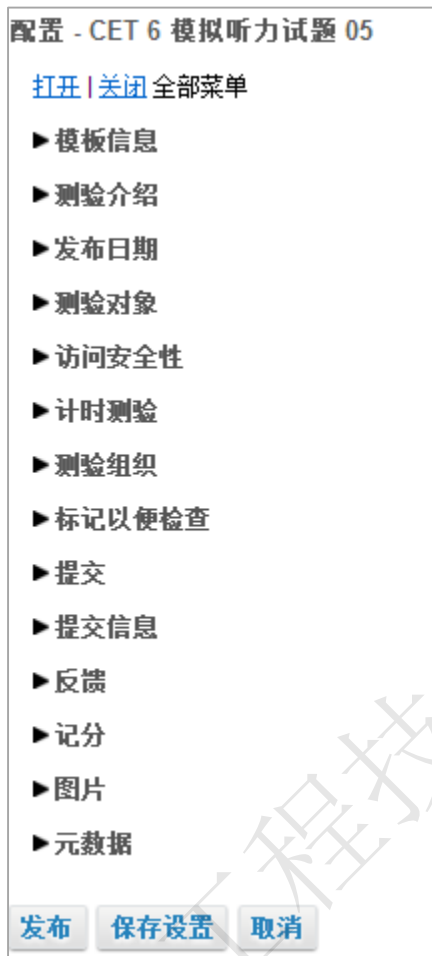 配置 - CET 6 模拟听力试题 05
打开 | 关闭 全部菜单
▶模板信息
▶测验介绍
▶发布日期
▶测验对象
▶访问安全性
▶计时测验
▶测验组织
▶标记以便检查
▶提交
▶提交信息
▶反馈
▶记分
▶图片
▶元数据
发布 保存设置 取消
工程技